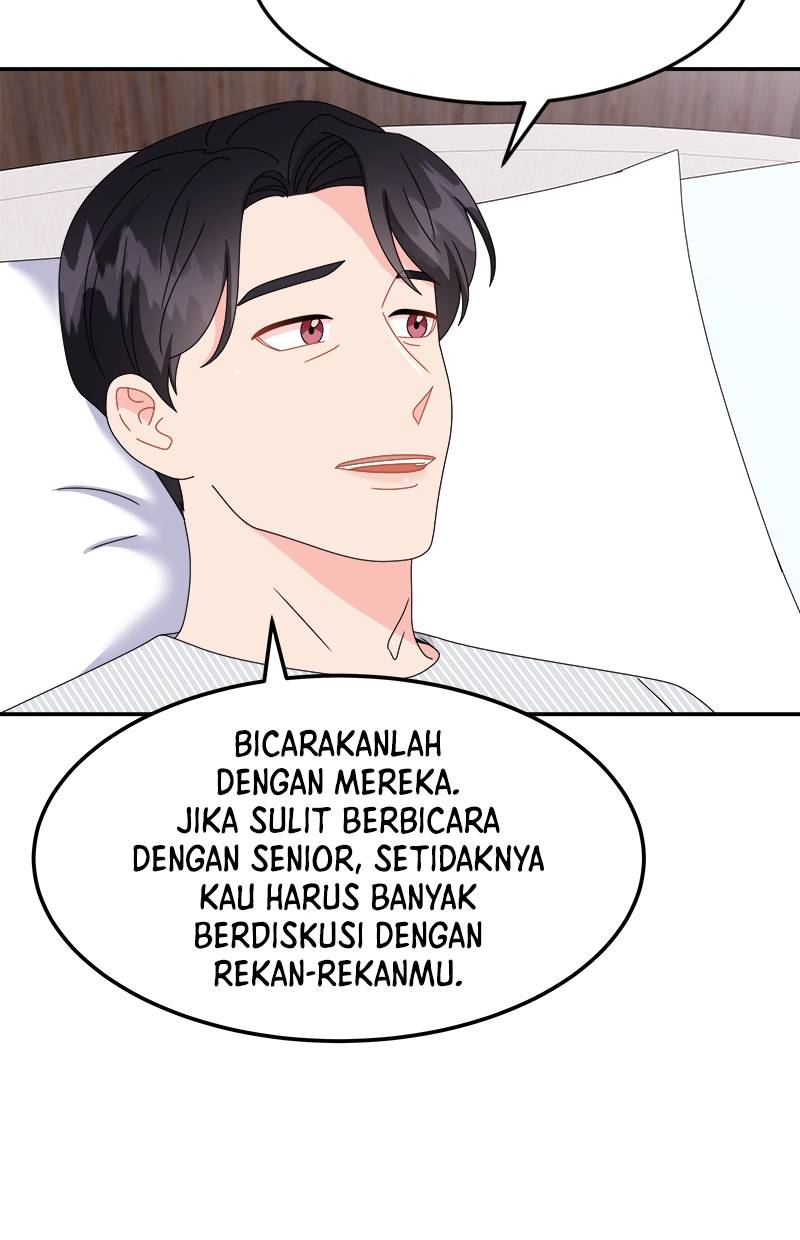 BICARAKANLAH
DENGAN MEREKA.
JIKA SULIT BERBICARA
DENGAN SENIOR, SETIDAKNYA
KAU HARUS BANYAK
BERDISKUSI DENGAN
REKAN-REKANMU.